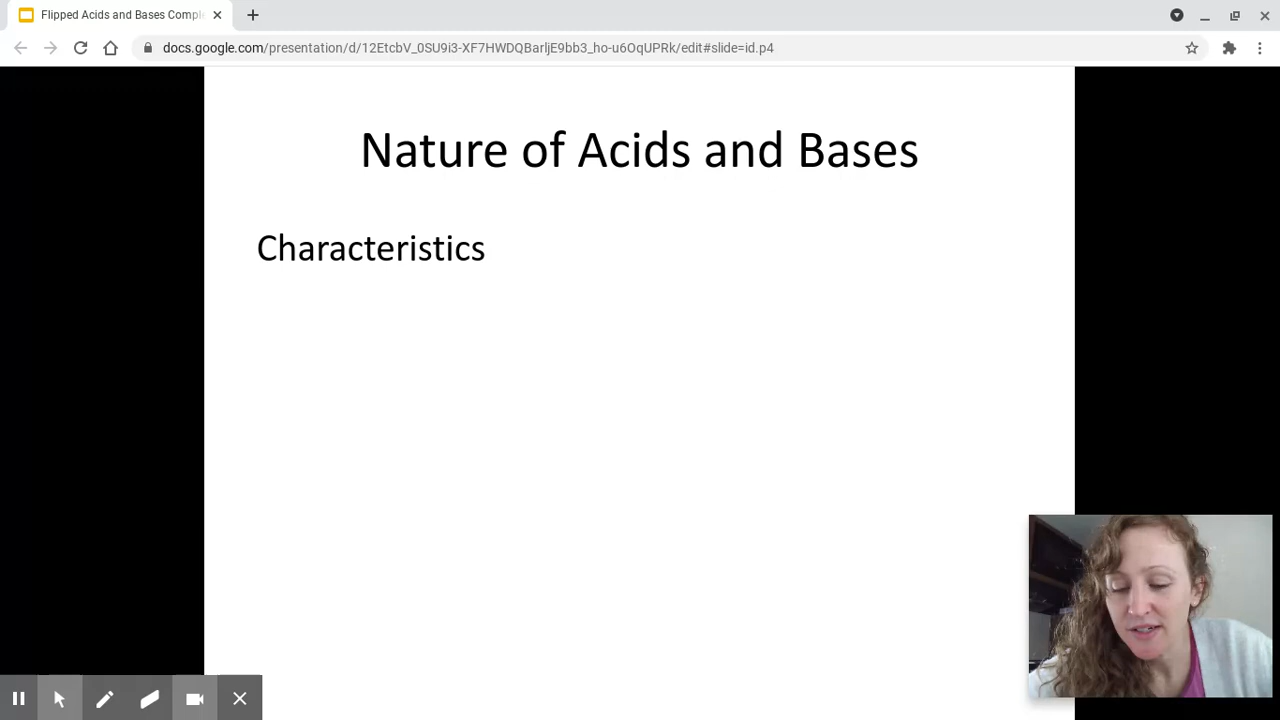 Flipped Acids and Bases Comple
docs.google.com/presentation/d/12EtcbV_0SU9i3-XF7HWDQBarljE9bb3_ho-u6OqUPRk/edit#slide=id.p4
Nature of Acids and Bases
Characteristics